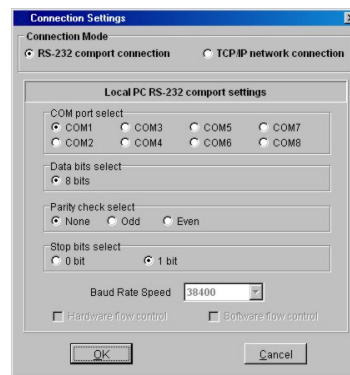 Connection Settings
Connection Mode
RS-232 comport connection TCP/IP network connection
Local PC RS-232 comport settings
COM port select
COM1 COM3 COM5 COM7
COM2 COM4 COM6 COM8
Data bits select
8 bits
Parity check select
None Odd Even
Stop bits select
0 bit 1 bit
Baud Rate Speed 38400
Hardware flow control Software flow control
OK Cancel